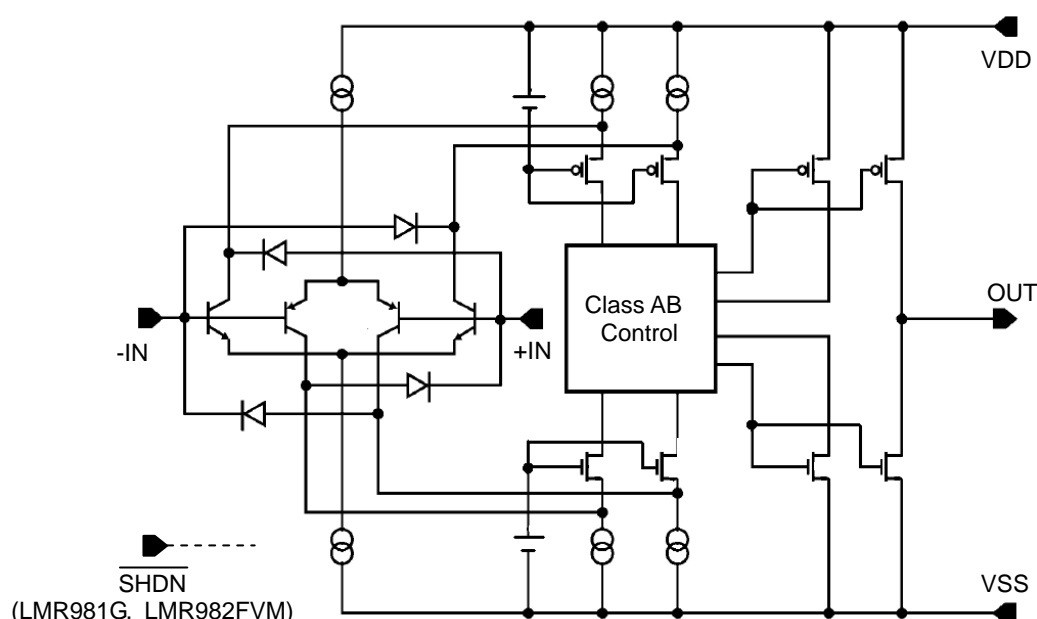 VDD
Class AB
Control
OUT
-IN
+IN
SHDN
(LMR981G, LMR982FVM)
VSS